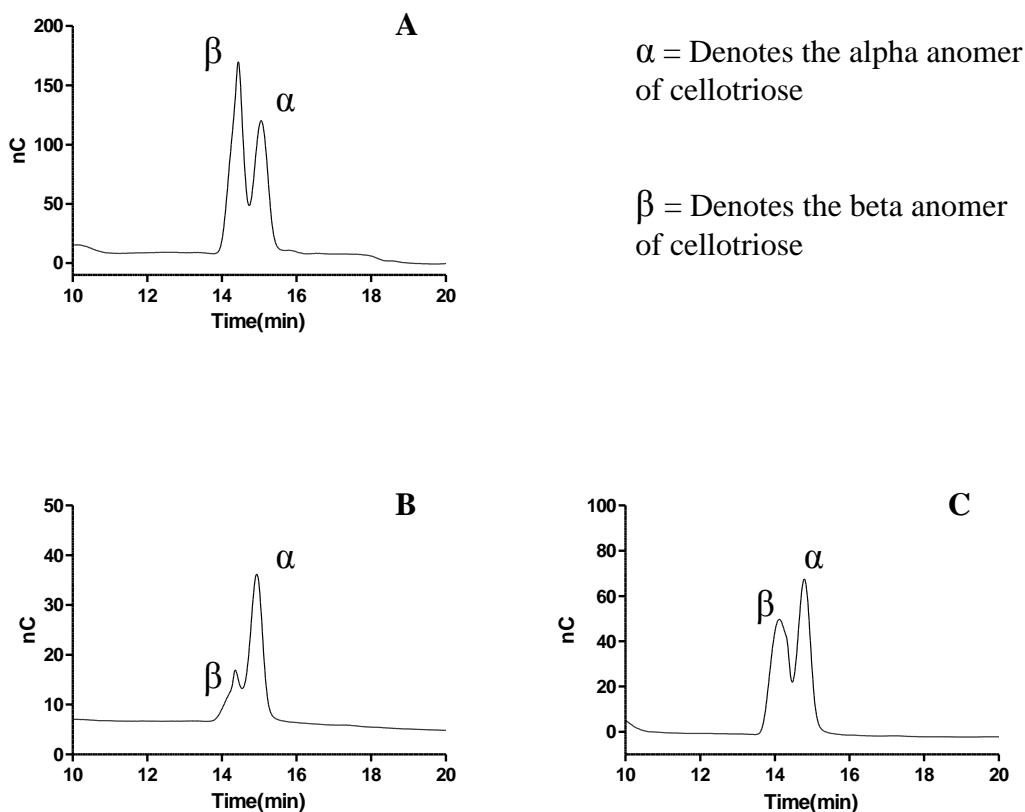 A
200
150
100
50
0
nC
β
α
10 12 14 16 18 20
Time(min)
α = Denotes the alpha anomer
of cellotriose
β = Denotes the beta anomer
of cellotriose
B
50
40
30
20
10
0
nC
β
α
10 12 14 16 18 20
Time(min)
C
100
80
60
40
20
0
nC
β
α
10 12 14 16 18 20
Time(min)